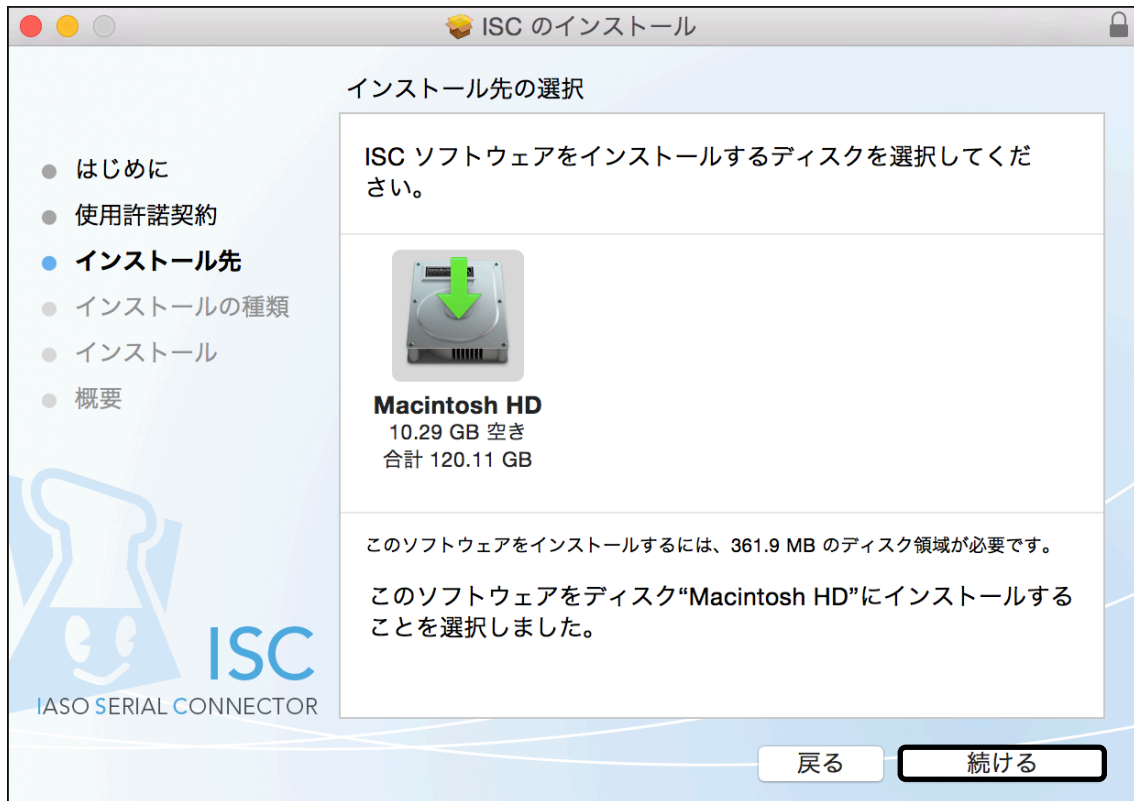 ISC のインストール
インストール先の選択
はじめに
使用許諾契約
インストール先
インストールの種類
インストール
概要
ISC ソフトウェアをインストールするディスクを選択してくだ
さい。
Macintosh HD
10.29 GB 空き
合計 120.11 GB
このソフトウェアをインストールするには、361.9 MB のディスク領域が必要です。
このソフトウェアをディスク“Macintosh HD”にインストールする
ことを選択しました。
ISC
IASO SERIAL CONNECTOR
戻る
続ける